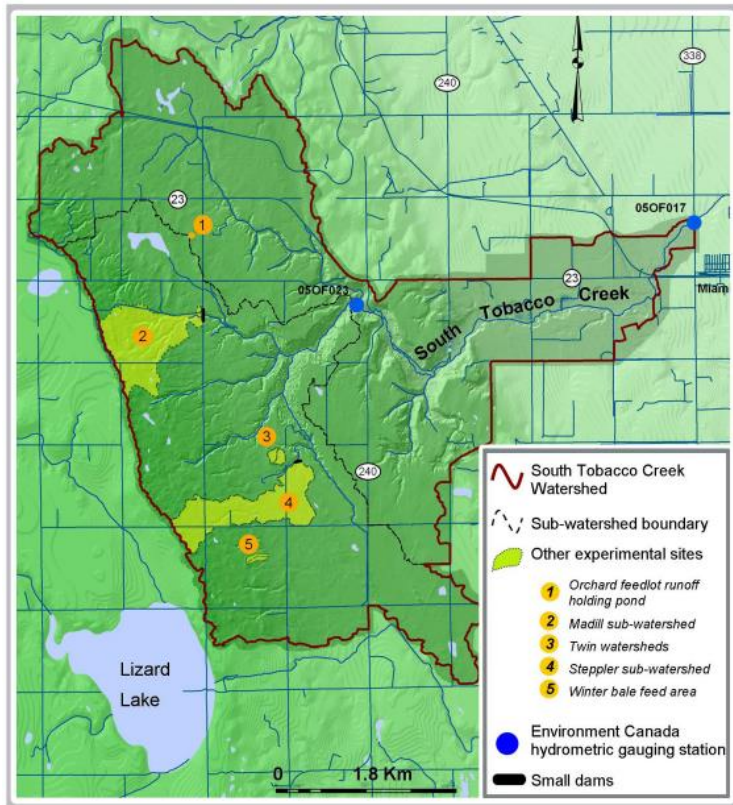 240
338
23
05OF017
1
Miam
05OF023
23
South Tobacco Creek
2
3
240
4
5
Lizard
Lake
0 1.8 Km
South Tobacco Creek
Watershed
Sub-watershed boundary
Other experimental sites
1 Orchard feedlot runoff
holding pond
2 Madill sub-watershed
3 Twin watersheds
4 Steppler sub-watershed
5 Winter bale feed area
Environment Canada
hydrometric gauging station
Small dams